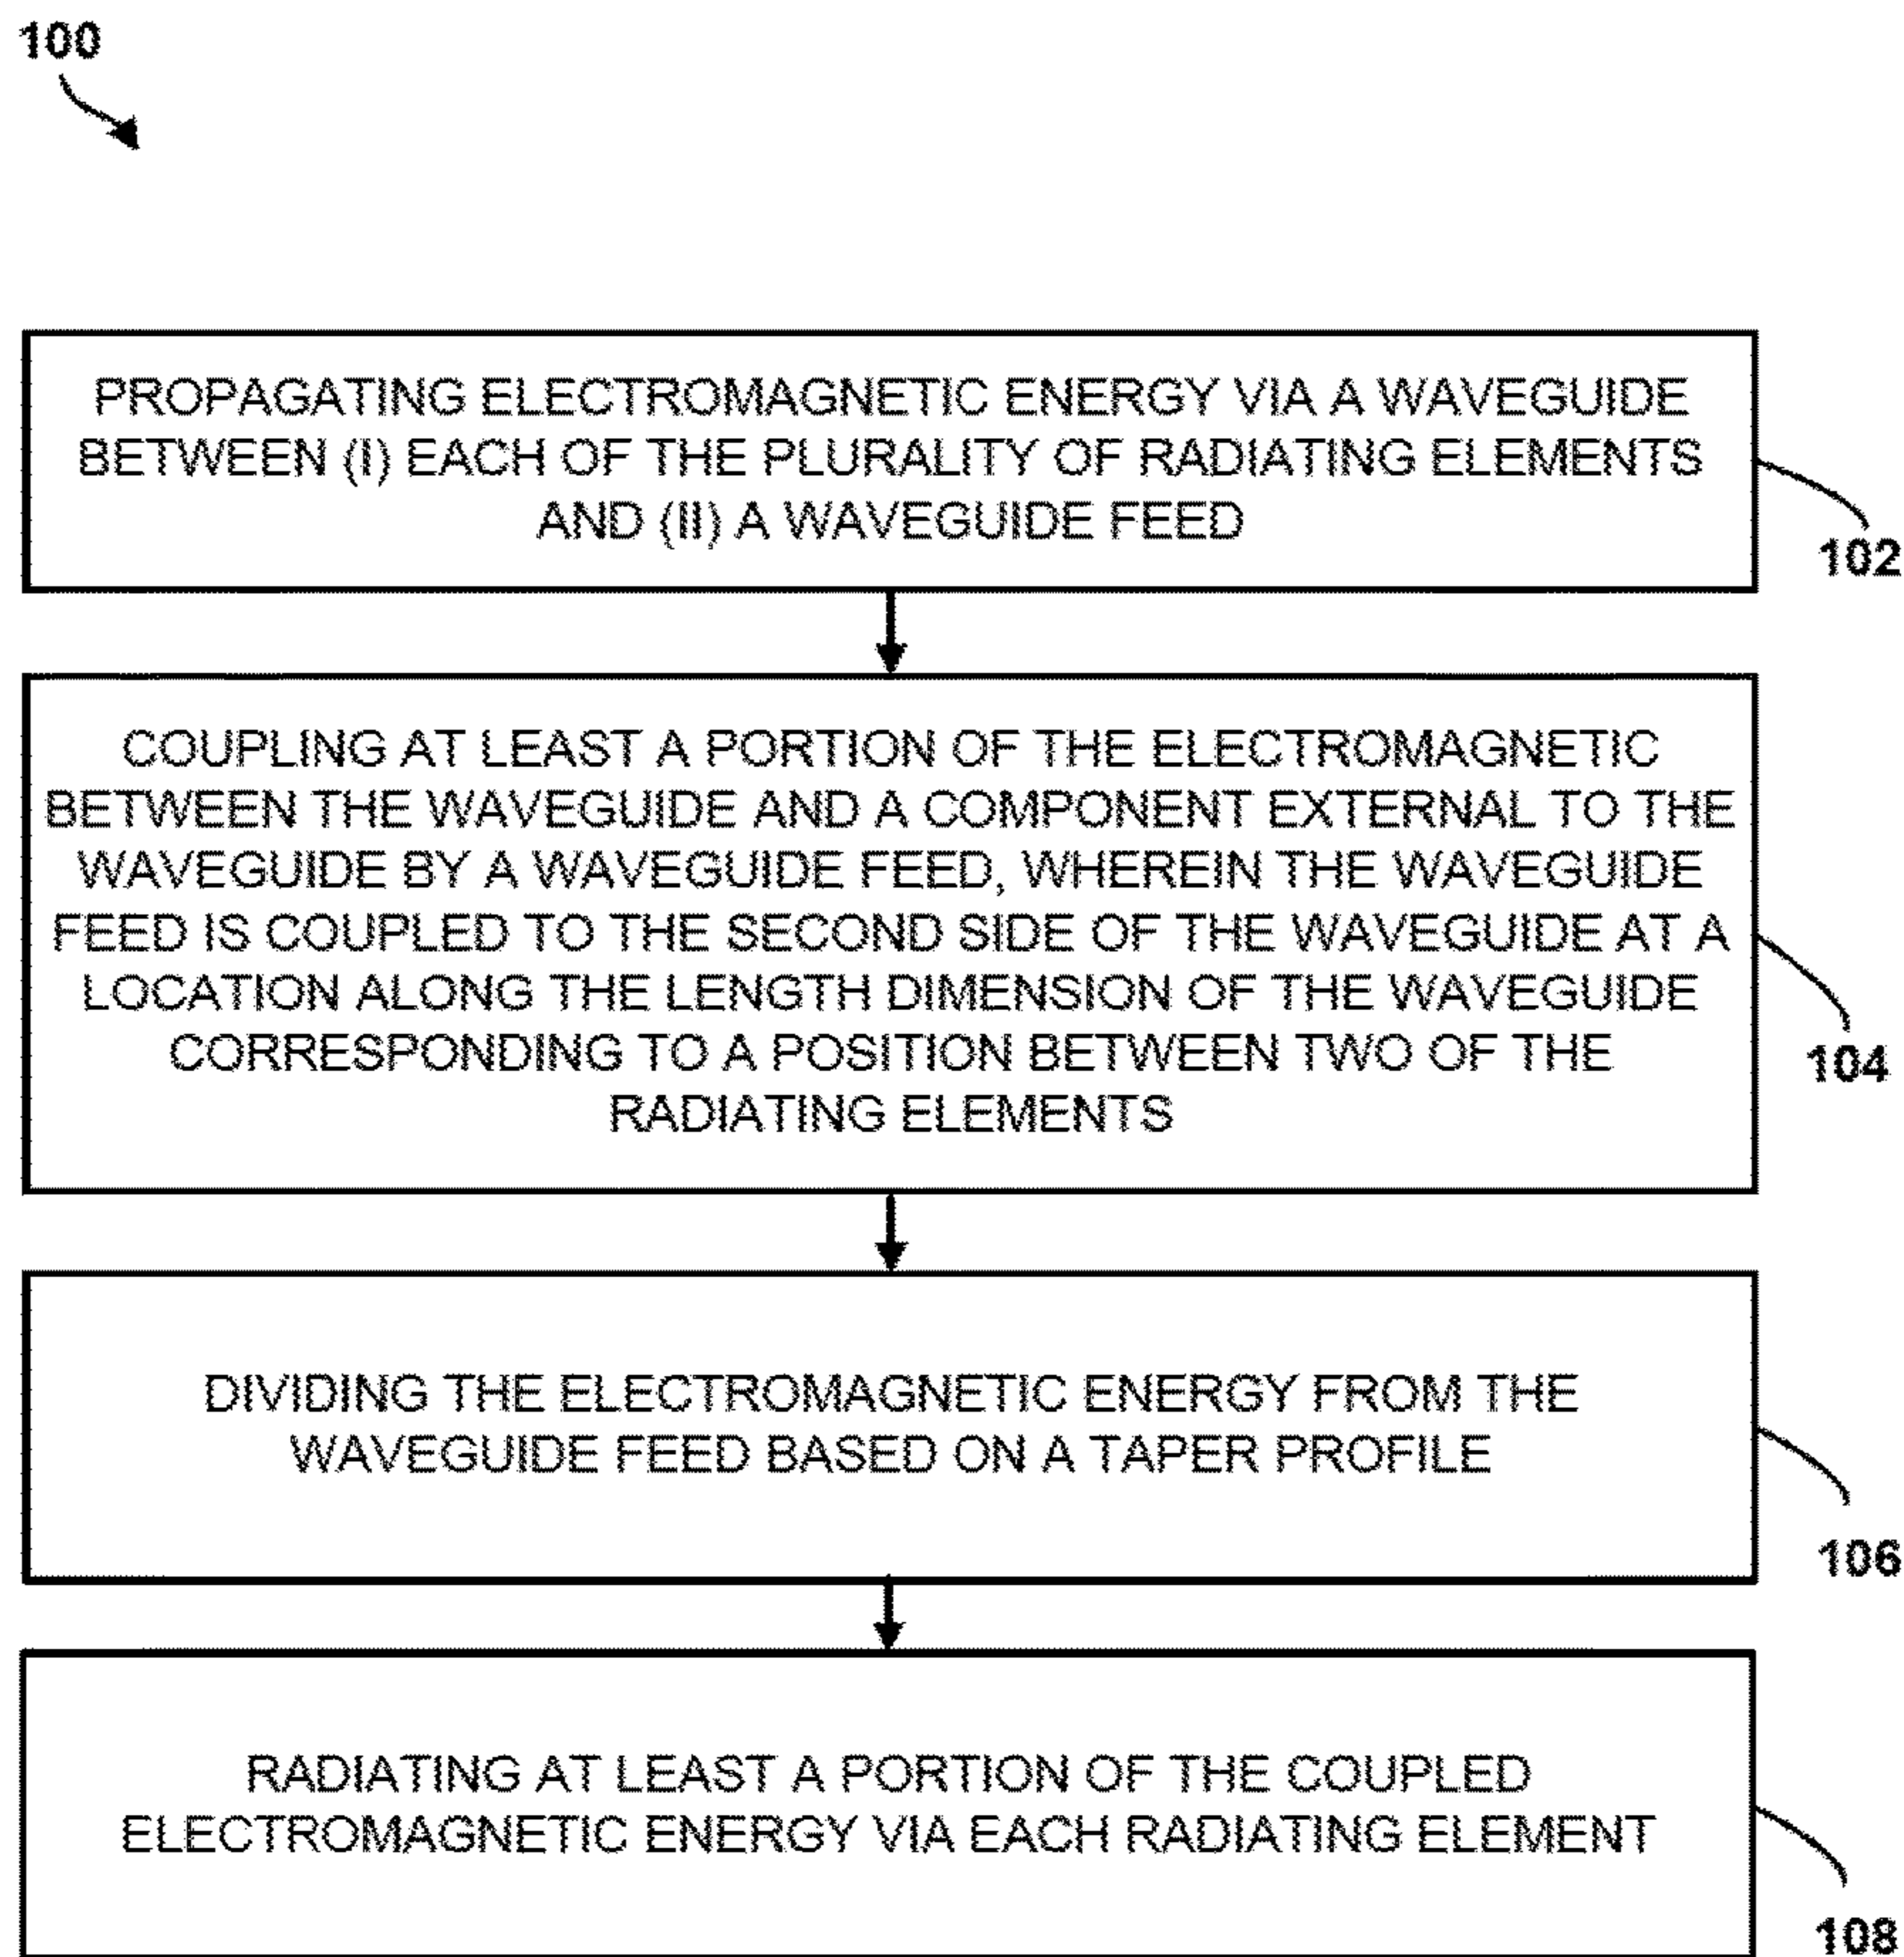 100
PROPAGATING ELECTROMAGNETIC ENERGY VIA A WAVEGUIDE
BETWEEN (I) EACH OF THE PLURALITY OF RADIATING ELEMENTS
AND (II) A WAVEGUIDE FEED
102
COUPLING AT LEAST A PORTION OF THE ELECTROMAGNETIC
BETWEEN THE WAVEGUIDE AND A COMPONENT EXTERNAL TO THE
WAVEGUIDE BY A WAVEGUIDE FEED, WHEREIN THE WAVEGUIDE
FEED IS COUPLED TO THE SECOND SIDE OF THE WAVEGUIDE AT A
LOCATION ALONG THE LENGTH DIMENSION OF THE WAVEGUIDE
CORRESPONDING TO A POSITION BETWEEN TWO OF THE
RADIATING ELEMENTS
104
DIVIDING THE ELECTROMAGNETIC ENERGY FROM THE
WAVEGUIDE FEED BASED ON A TAPER PROFILE
106
RADIATING AT LEAST A PORTION OF THE COUPLED
ELECTROMAGNETIC ENERGY VIA EACH RADIATING ELEMENT
108